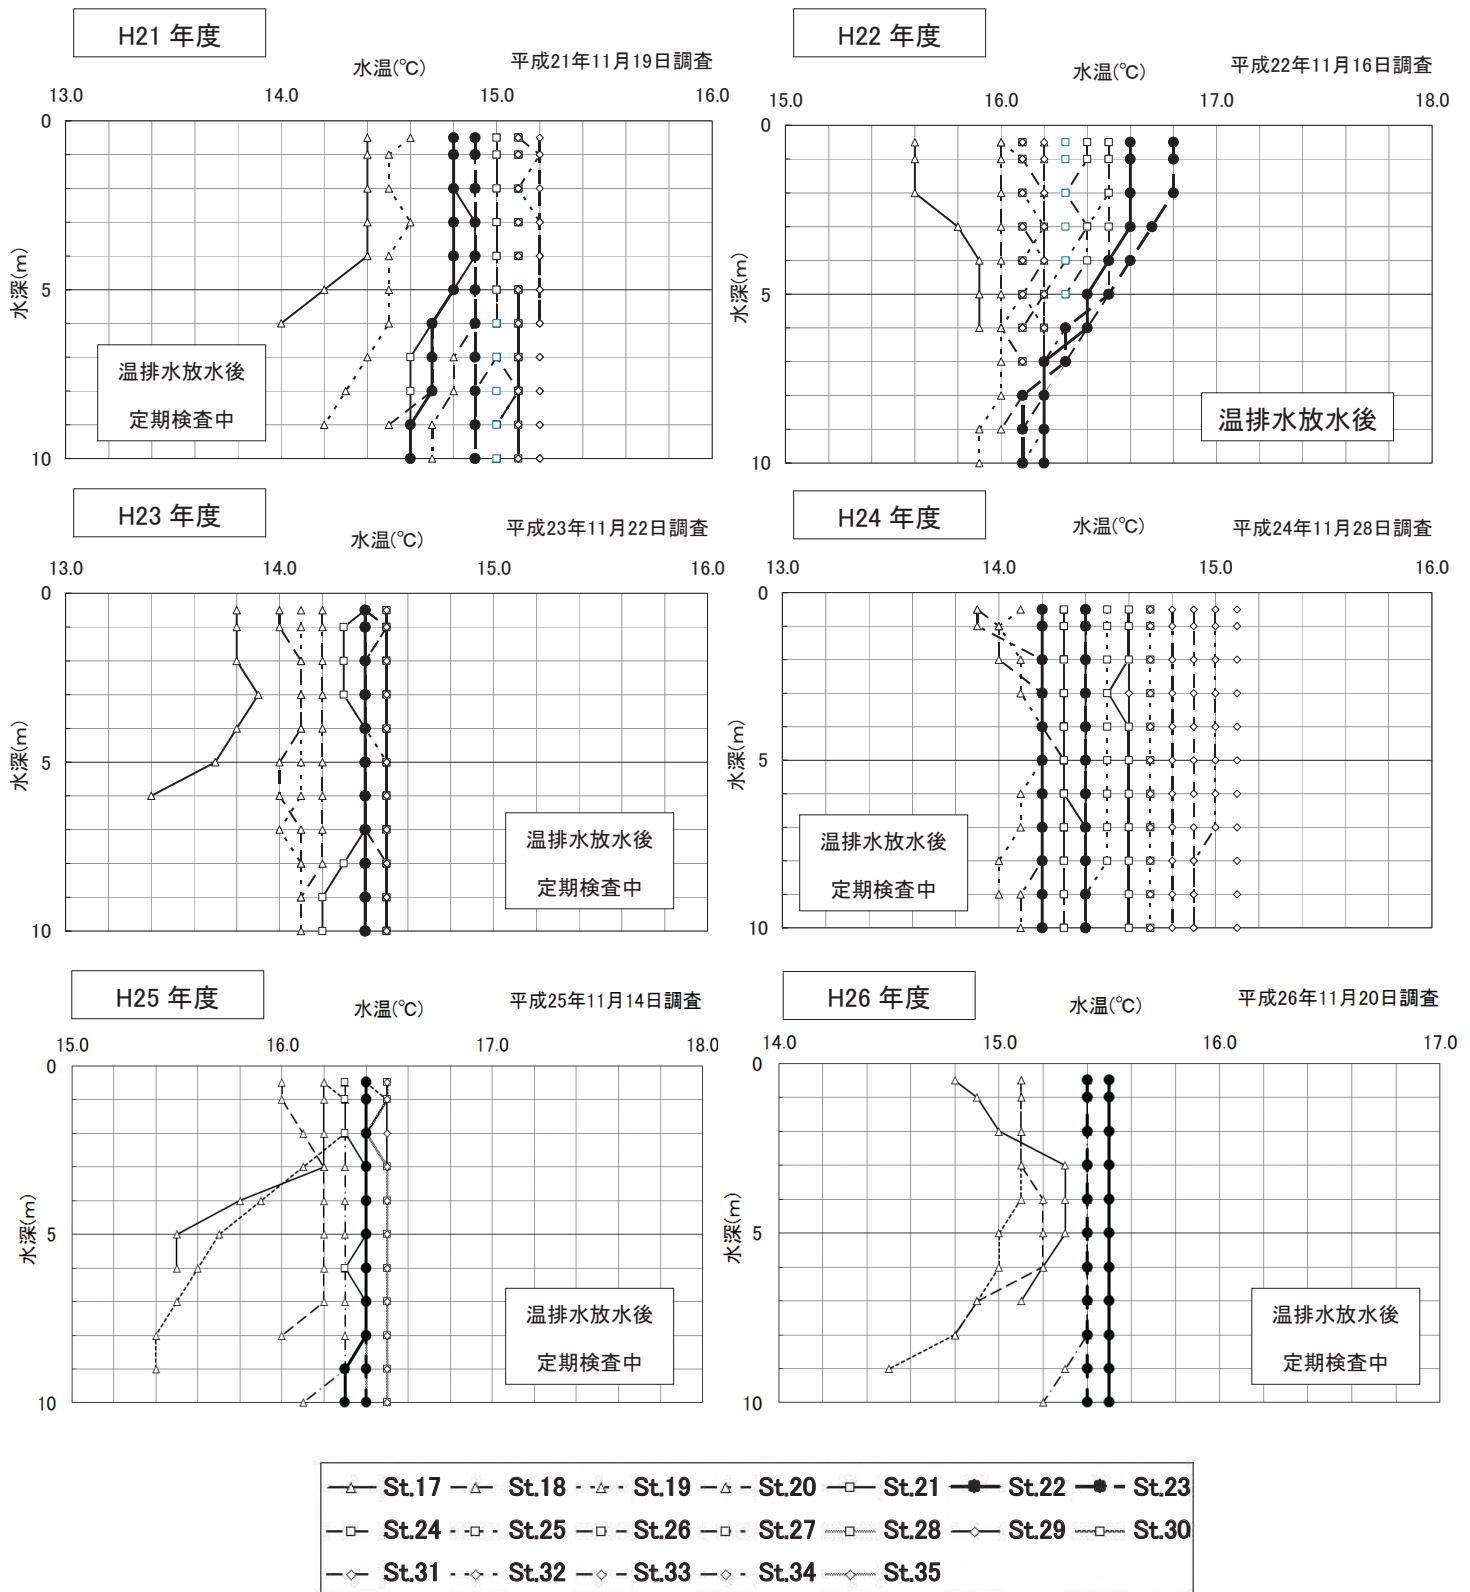 H21 年度
平成21年11月19日調査
水温(℃)
13.0 14.0 15.0 16.0
0
5
10
水深(m)
温排水放水後
定期検査中
H22 年度
平成22年11月16日調査
水温(℃)
15.0 16.0 17.0 18.0
0
5
10
水深(m)
温排水放水後
H23 年度
平成23年11月22日調査
水温(℃)
13.0 14.0 15.0 16.0
0
5
10
水深(m)
温排水放水後
定期検査中
H24 年度
平成24年11月28日調査
水温(℃)
13.0 14.0 15.0 16.0
0
5
10
水深(m)
温排水放水後
定期検査中
H25 年度
平成25年11月14日調査
水温(℃)
15.0 16.0 17.0 18.0
0
5
10
水深(m)
温排水放水後
定期検査中
H26 年度
平成26年11月20日調査
水温(℃)
14.0 15.0 16.0 17.0
0
5
10
水深(m)
温排水放水後
定期検査中
St.17 St.18 St.19 St.20 St.21 St.22 St.23
St.24 St.25 St.26 St.27 St.28 St.29 St.30
St.31 St.32 St.33 St.34 St.35